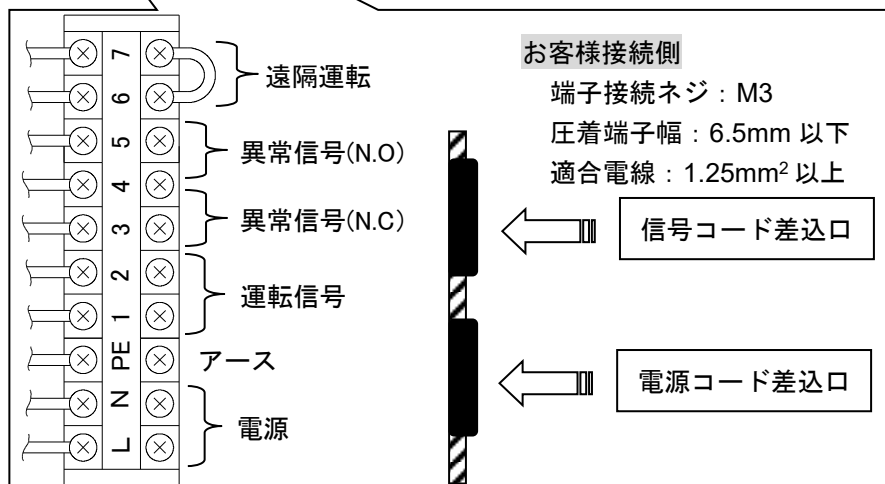 7
6
5
4
3
2
1
PE
N
L
遠隔運転
異常信号(N.O)
異常信号(N.C)
運転信号
アース
電源
お客様接続側
端子接続ネジ：M3
圧着端子幅：6.5mm 以下
適合電線：1.25mm² 以上
信号コード差込口
電源コード差込口